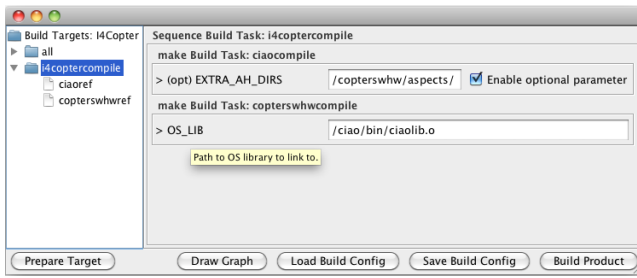 Build Targets: I4Copter
all
i4coptercompile
ciaoref
copterswhwref
Sequence Build Task: i4coptercompile
make Build Task: ciaocompile
> (opt) EXTRA_AH_DIRS /copterswhw/aspects/ Enable optional parameter
make Build Task: copterswhwcompile
> OS_LIB /ciao/bin/ciaolib.o
Path to OS library to link to.
Prepare Target Draw Graph Load Build Config Save Build Config Build Product